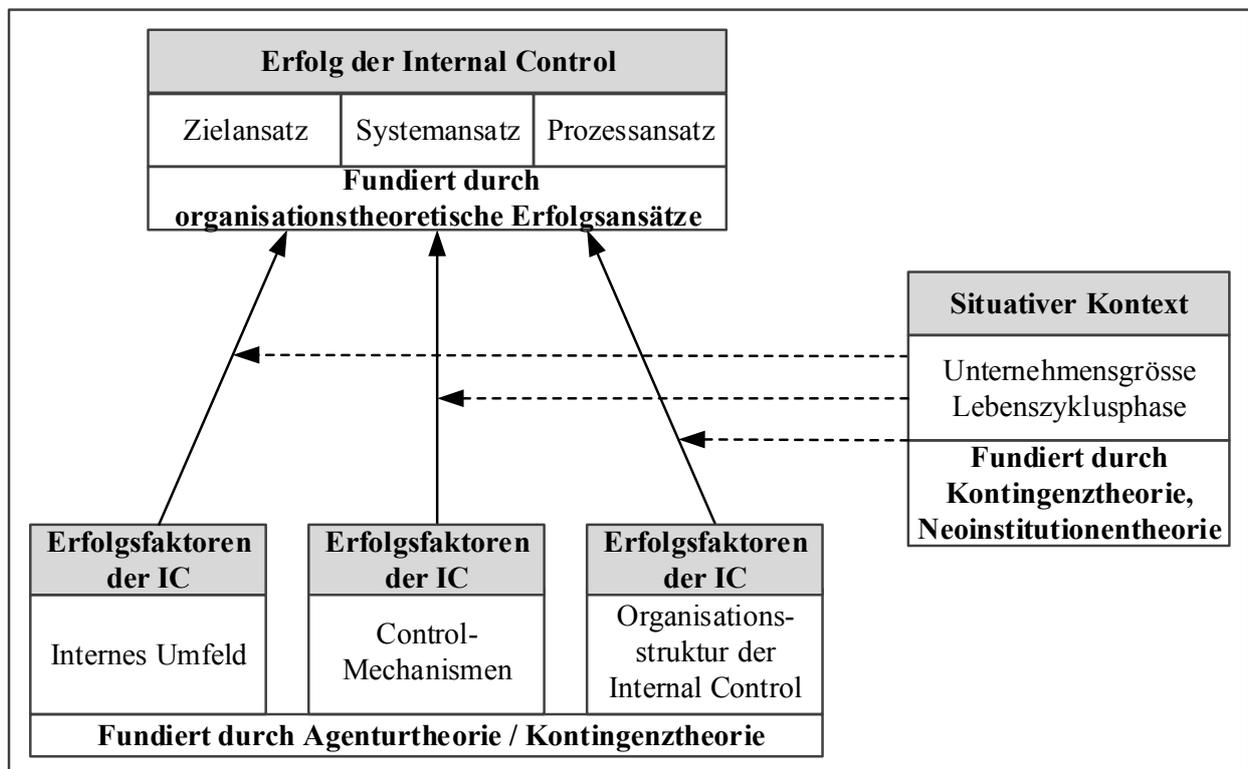 Erfolg der Internal Control
Zielansatz
Systemansatz
Prozessansatz
Fundiert durch
organisationstheoretische Erfolgsansätze
Situativer Kontext
Unternehmensgrösse
Lebenszyklusphase
Fundiert durch
Kontingenztheorie,
Neoinstitutionentheorie
Erfolgsfaktoren
der IC
Internes Umfeld
Erfolgsfaktoren
der IC
Control-
Mechanismen
Erfolgsfaktoren
der IC
Organisations-
struktur der
Internal Control
Fundiert durch Agenturtheorie / Kontingenztheorie